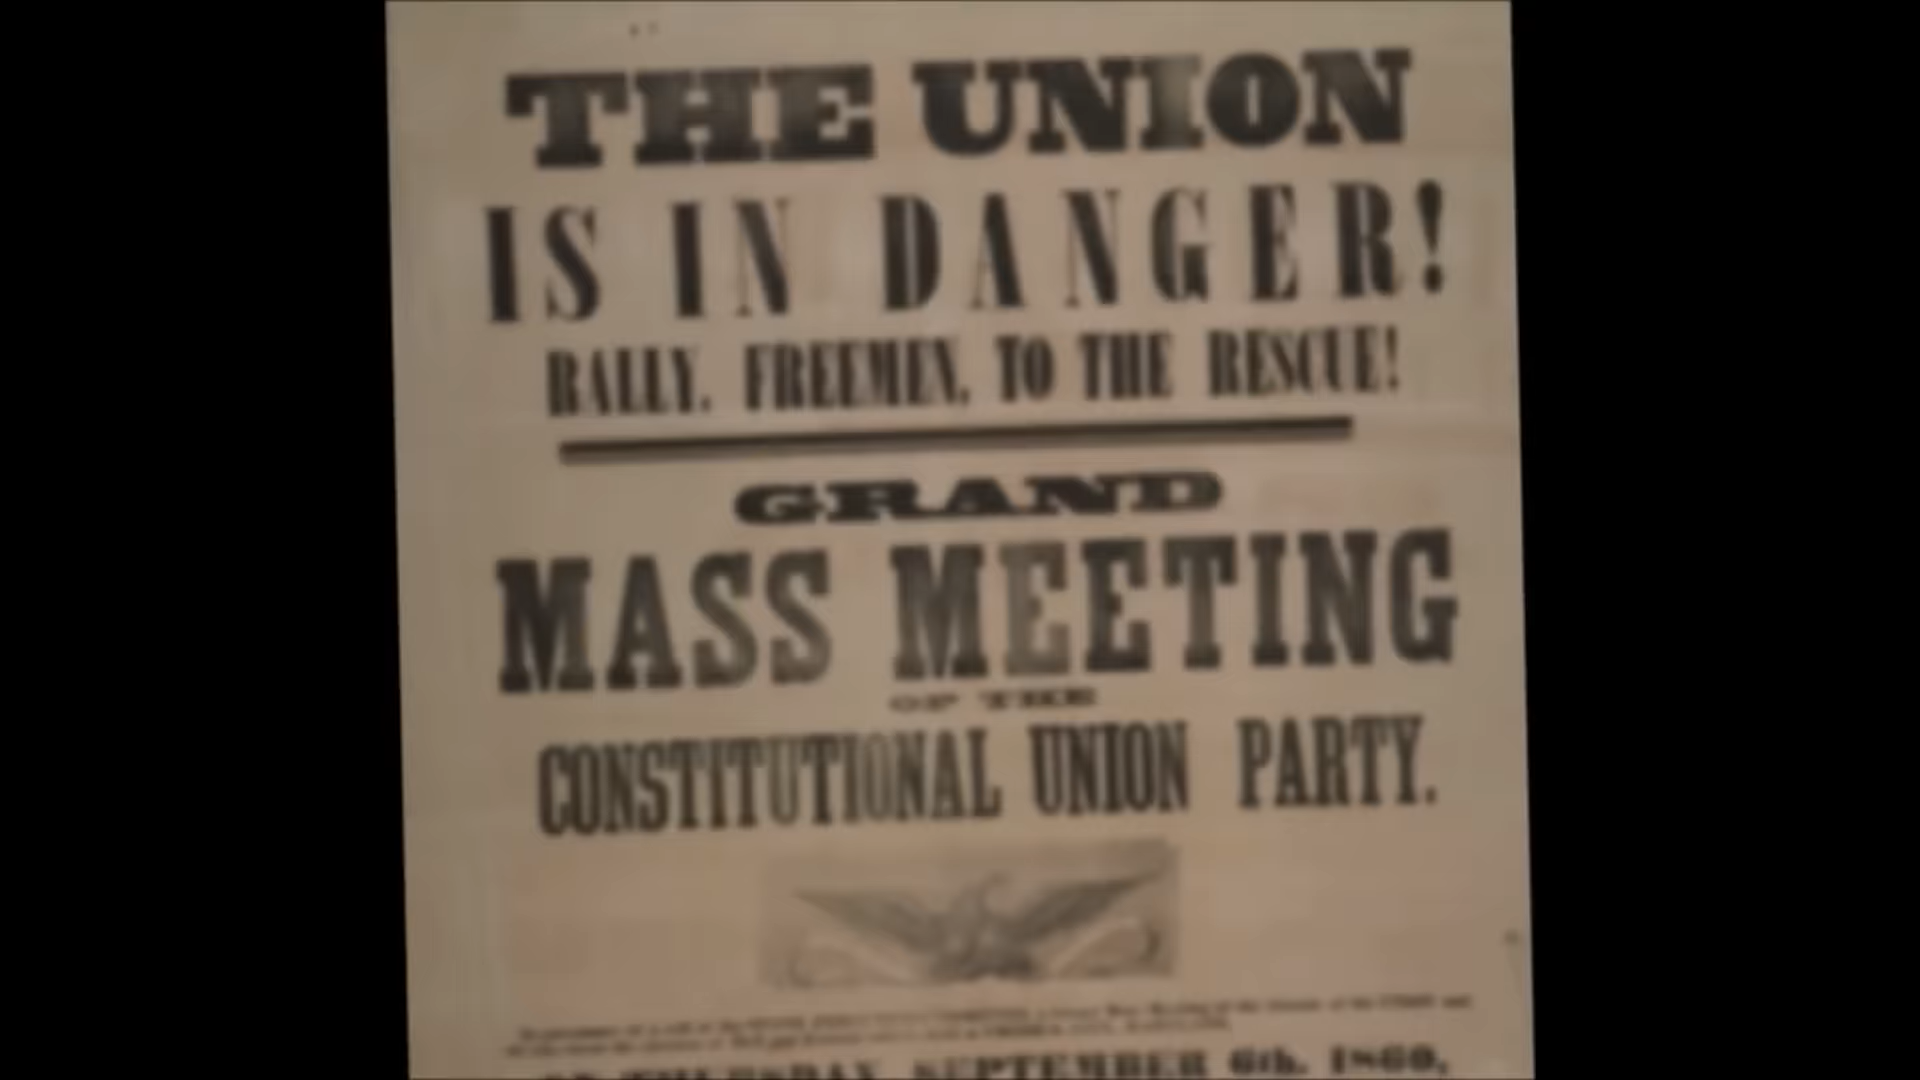 THE UNION
IS IN DANGER!
RALLY, FREEMEN, TO THE RESCUE!
GRAND
MASS MEETING
OF THE
CONSTITUTIONAL UNION PARTY.
THURSDAY, SEPTEMBER 6th, 1860,